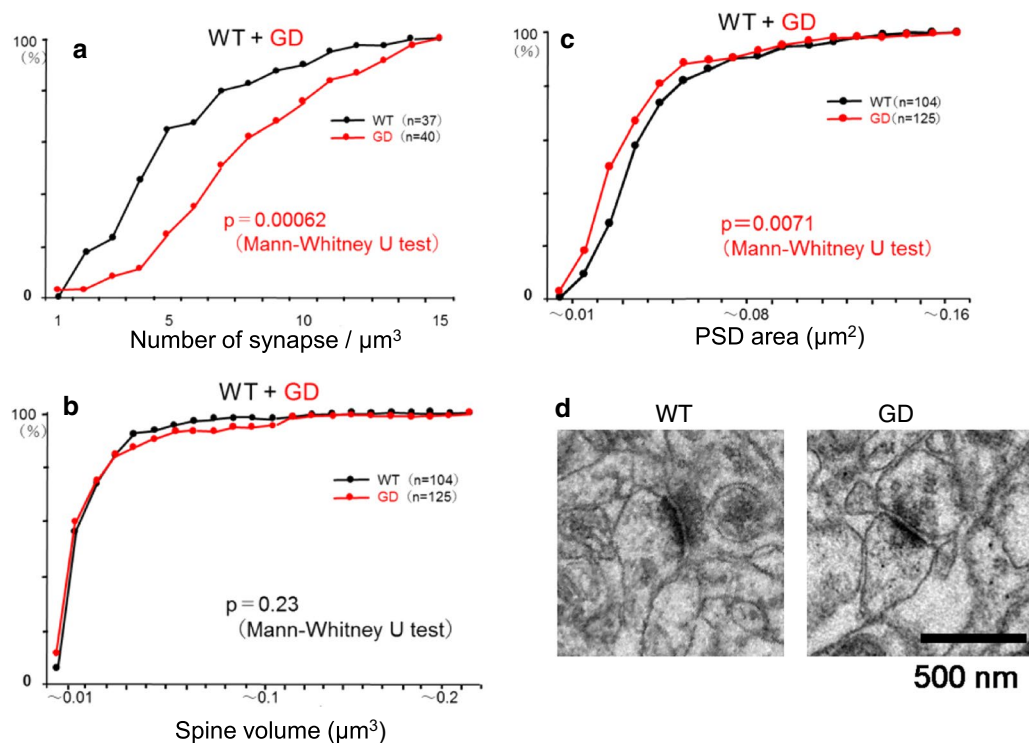 a
WT + GD
100
(%)
WT (n=37)
GD (n=40)
p=0.00062
(Mann-Whitney U test)
0
1 5 10 15
Number of synapse / μm³
c
WT + GD
100
(%)
WT(n=104)
GD(n=125)
p=0.0071
(Mann-Whitney U test)
0
~0.01 ~0.08 ~0.16
PSD area (μm²)
b
WT + GD
100
(%)
WT (n=104)
GD (n=125)
p=0.23
(Mann-Whitney U test)
0
~0.01 ~0.1 ~0.2
Spine volume (μm³)
d
WT GD
500 nm